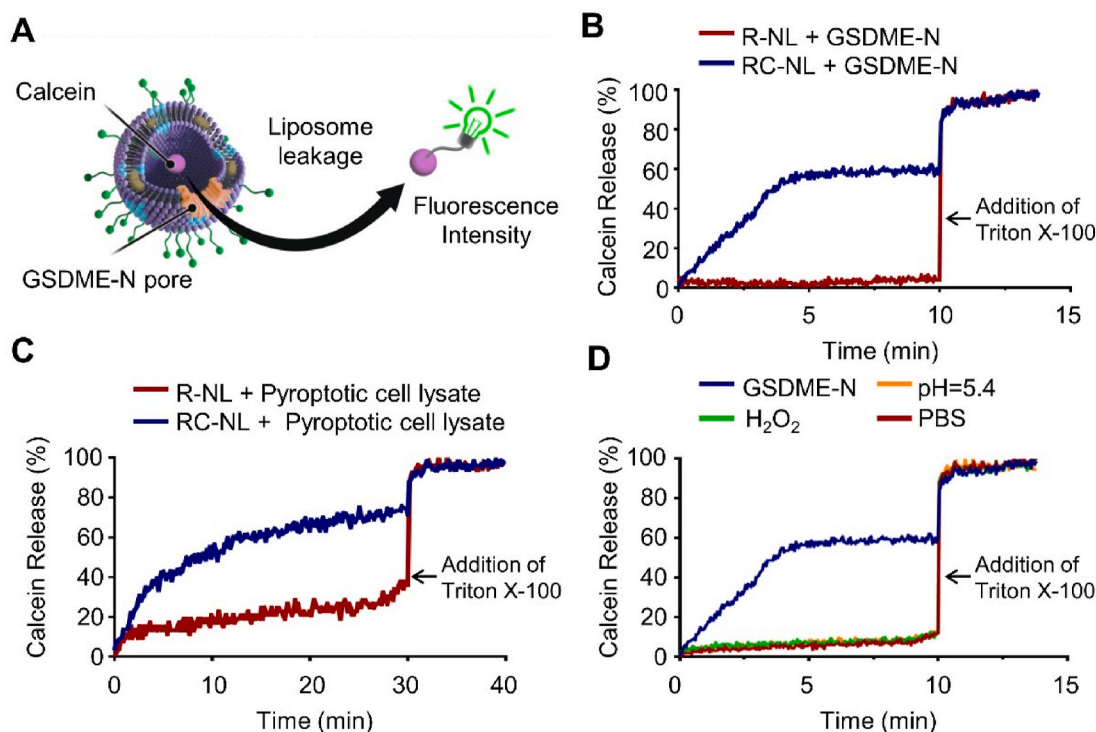 A
Calcein
Liposome
leakage
Fluorescence
Intensity
GSDME-N pore
B
R-NL + GSDME-N
RC-NL + GSDME-N
Calcein Release (%)
100
80
60
40
20
0
Addition of
Triton X-100
0 5 10 15
Time (min)
C
R-NL + Pyroptotic cell lysate
RC-NL + Pyroptotic cell lysate
Calcein Release (%)
100
80
60
40
20
0
Addition of
Triton X-100
0 10 20 30 40
Time (min)
D
GSDME-N pH=5.4
H₂O₂ PBS
Calcein Release (%)
100
80
60
40
20
0
Addition of
Triton X-100
0 5 10 15
Time (min)